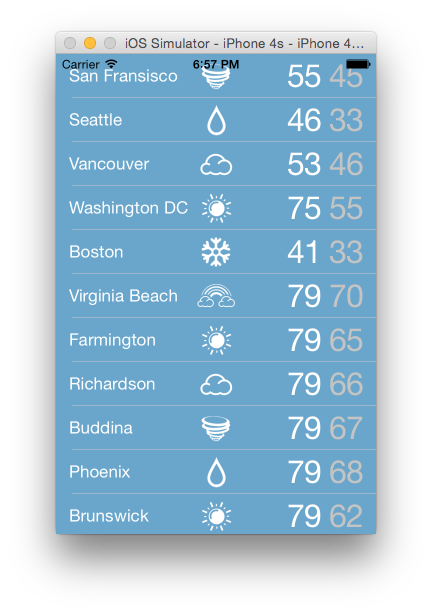 iOS Simulator - iPhone 4s - iPhone 4...
Carrier 6:57 PM
San Fransisco 55 45
Seattle 46 33
Vancouver 53 46
Washington DC 75 55
Boston 41 33
Virginia Beach 79 70
Farmington 79 65
Richardson 79 66
Buddina 79 67
Phoenix 79 68
Brunswick 79 62